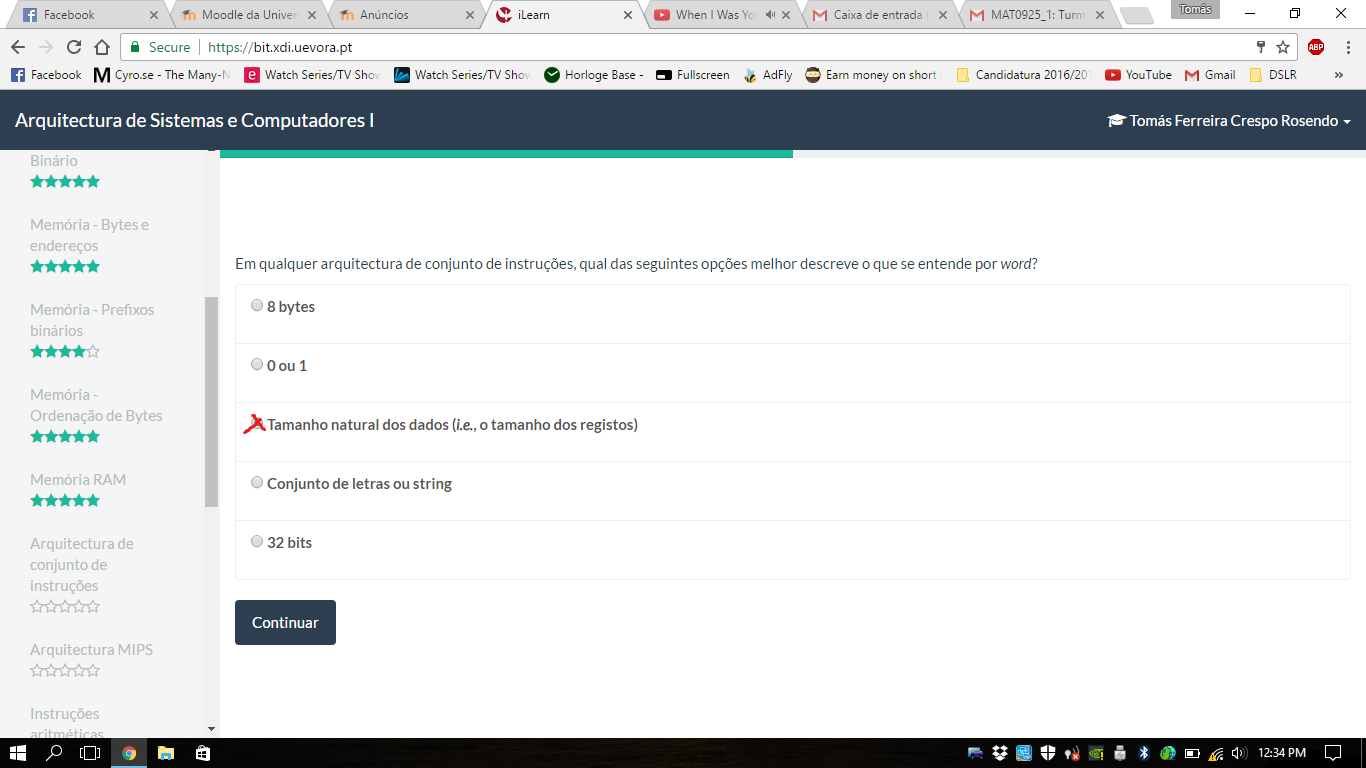 Facebook
Moodle da Univer
Anúncios
iLearn
When I Was Yo
Caixa de entrada (
MAT0925_1: Turm
Tomás
Secure
https://bit.xdi.uevora.pt
ABP
Facebook
Cyro.se - The Many-N
Watch Series/TV Show
Watch Series/TV Show
Horloge Base -
Fullscreen
AdFly
Earn money on short
Candidatura 2016/20
YouTube
Gmail
DSLR
»
Arquitectura de Sistemas e Computadores I
Tomás Ferreira Crespo Rosendo
Binário
Memória - Bytes e
endereços
Memória - Prefixos
binários
Memória -
Ordenação de Bytes
Memória RAM
Arquitectura de
conjunto de
instruções
Arquitectura MIPS
Instruções
aritméticas
Em qualquer arquitectura de conjunto de instruções, qual das seguintes opções melhor descreve o que se entende por word?
8 bytes
0 ou 1
Tamanho natural dos dados (i.e., o tamanho dos registos)
Conjunto de letras ou string
32 bits
Continuar
12:34 PM